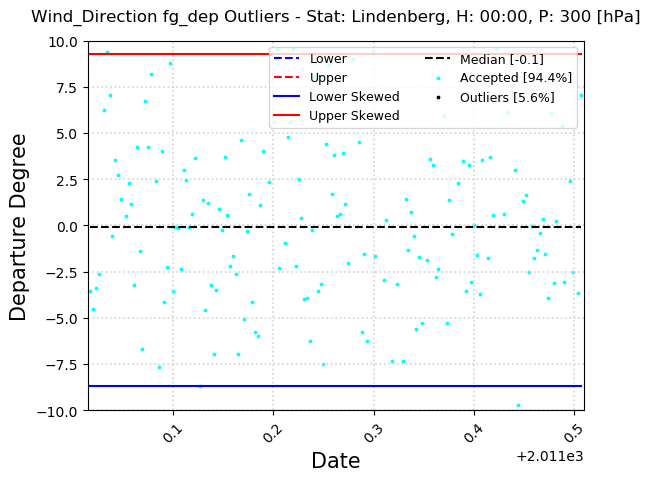 Wind_Direction fg_dep Outliers - Stat: Lindenberg, H: 00:00, P: 300 [hPa]
10.0
7.5
5.0
2.5
0.0
−2.5
−5.0
−7.5
−10.0
Departure Degree
Lower
Upper
Lower Skewed
Upper Skewed
Median [-0.1]
Accepted [94.4%]
Outliers [5.6%]
0.1
0.2
0.3
0.4
0.5
+2.011e3
Date